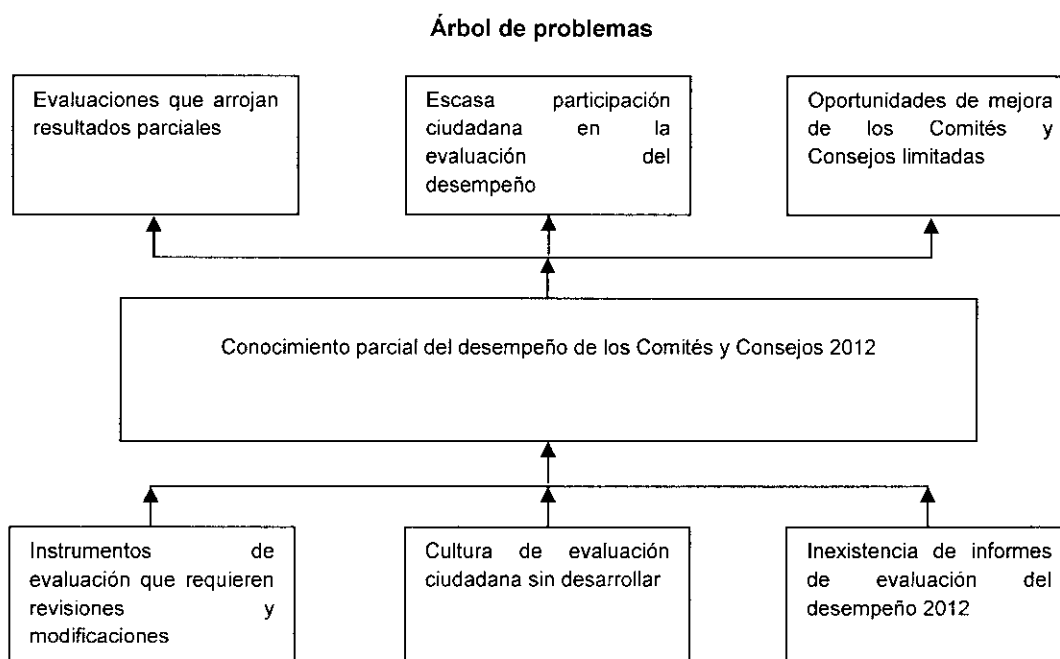 Árbol de problemas
Evaluaciones que arrojan
resultados parciales
Escasa participación
ciudadana en la
evaluación del
desempeño
Oportunidades de mejora
de los Comités y
Consejos limitadas
Conocimiento parcial del desempeño de los Comités y Consejos 2012
Instrumentos de
evaluación que requieren
revisiones y
modificaciones
Cultura de evaluación
ciudadana sin desarrollar
Inexistencia de informes
de evaluación del
desempeño 2012